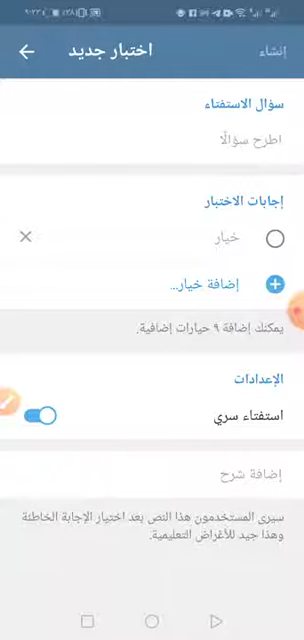 اختبار جديد
إنشاء
سؤال الاستفتاء
اطرح سؤالًا
إجابات الاختبار
خيار
إضافة خيار...
يمكنك إضافة ٩ خيارات إضافية.
الإعدادات
استفتاء سري
إضافة شرح
سيرى المستخدمون هذا النص بعد اختيار الإجابة الخاطئة
وهذا جيد للأغراض التعليمية.